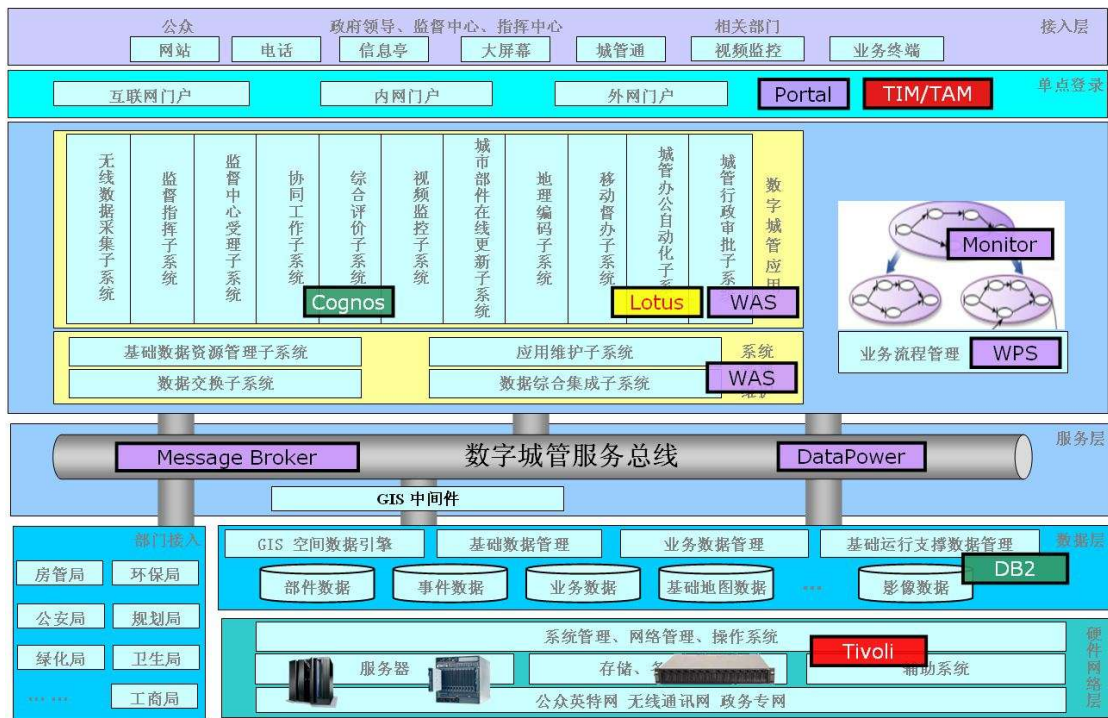 公众 政府领导、监督中心、指挥中心 相关部门 接入层
网站 电话 信息亭 大屏幕 城管通 视频监控 业务终端
互联网门户 内网门户 外网门户 Portal TIM/TAM 单点登录
无线数据采集子系统
监督指挥子系统
监督中心受理子系统
协同工作子系统
综合评价子系统
视频监控子系统
城市部件在线更新子系统
地理编码子系统
移动督办子系统
城管办公自动化子系
城管行政审批子系
数字城管应用
Cognos Lotus WAS
Monitor
业务流程管理 WPS
基础数据资源管理子系统 应用维护子系统 系统
数据交换子系统 数据综合集成子系统 WAS
服务层
Message Broker 数字城管服务总线 DataPower
GIS 中间件
部门接入
房管局 环保局
公安局 规划局
绿化局 卫生局
… … 工商局
GIS 空间数据引擎 基础数据管理 业务数据管理 基础运行支撑数据管理 数据层
部件数据 事件数据 业务数据 基础地图数据 … 影像数据 DB2
系统管理、网络管理、操作系统 硬件网络层
服务器 存储、 Tivoli 辅助系统
公众英特网 无线通讯网 政务专网